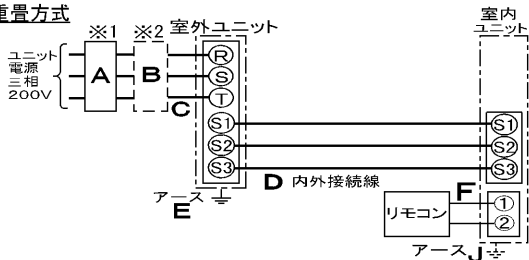 重畳方式
※1 ※2 室外ユニット 室内
ユニット
ユニット
電源
三相
200V
A B
R
S
T
C
S1 S1
S2 S2
S3 S3
D 内外接続線
アース
E
F
リモコン
1
2
アース J